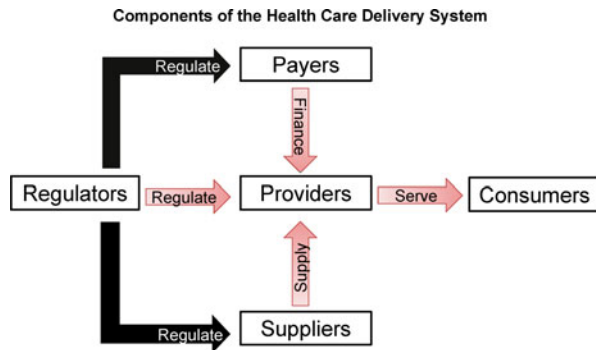 Components of the Health Care Delivery System
Regulate
Payers
Finance
Regulators
Regulate
Providers
Serve
Consumers
Supply
Regulate
Suppliers